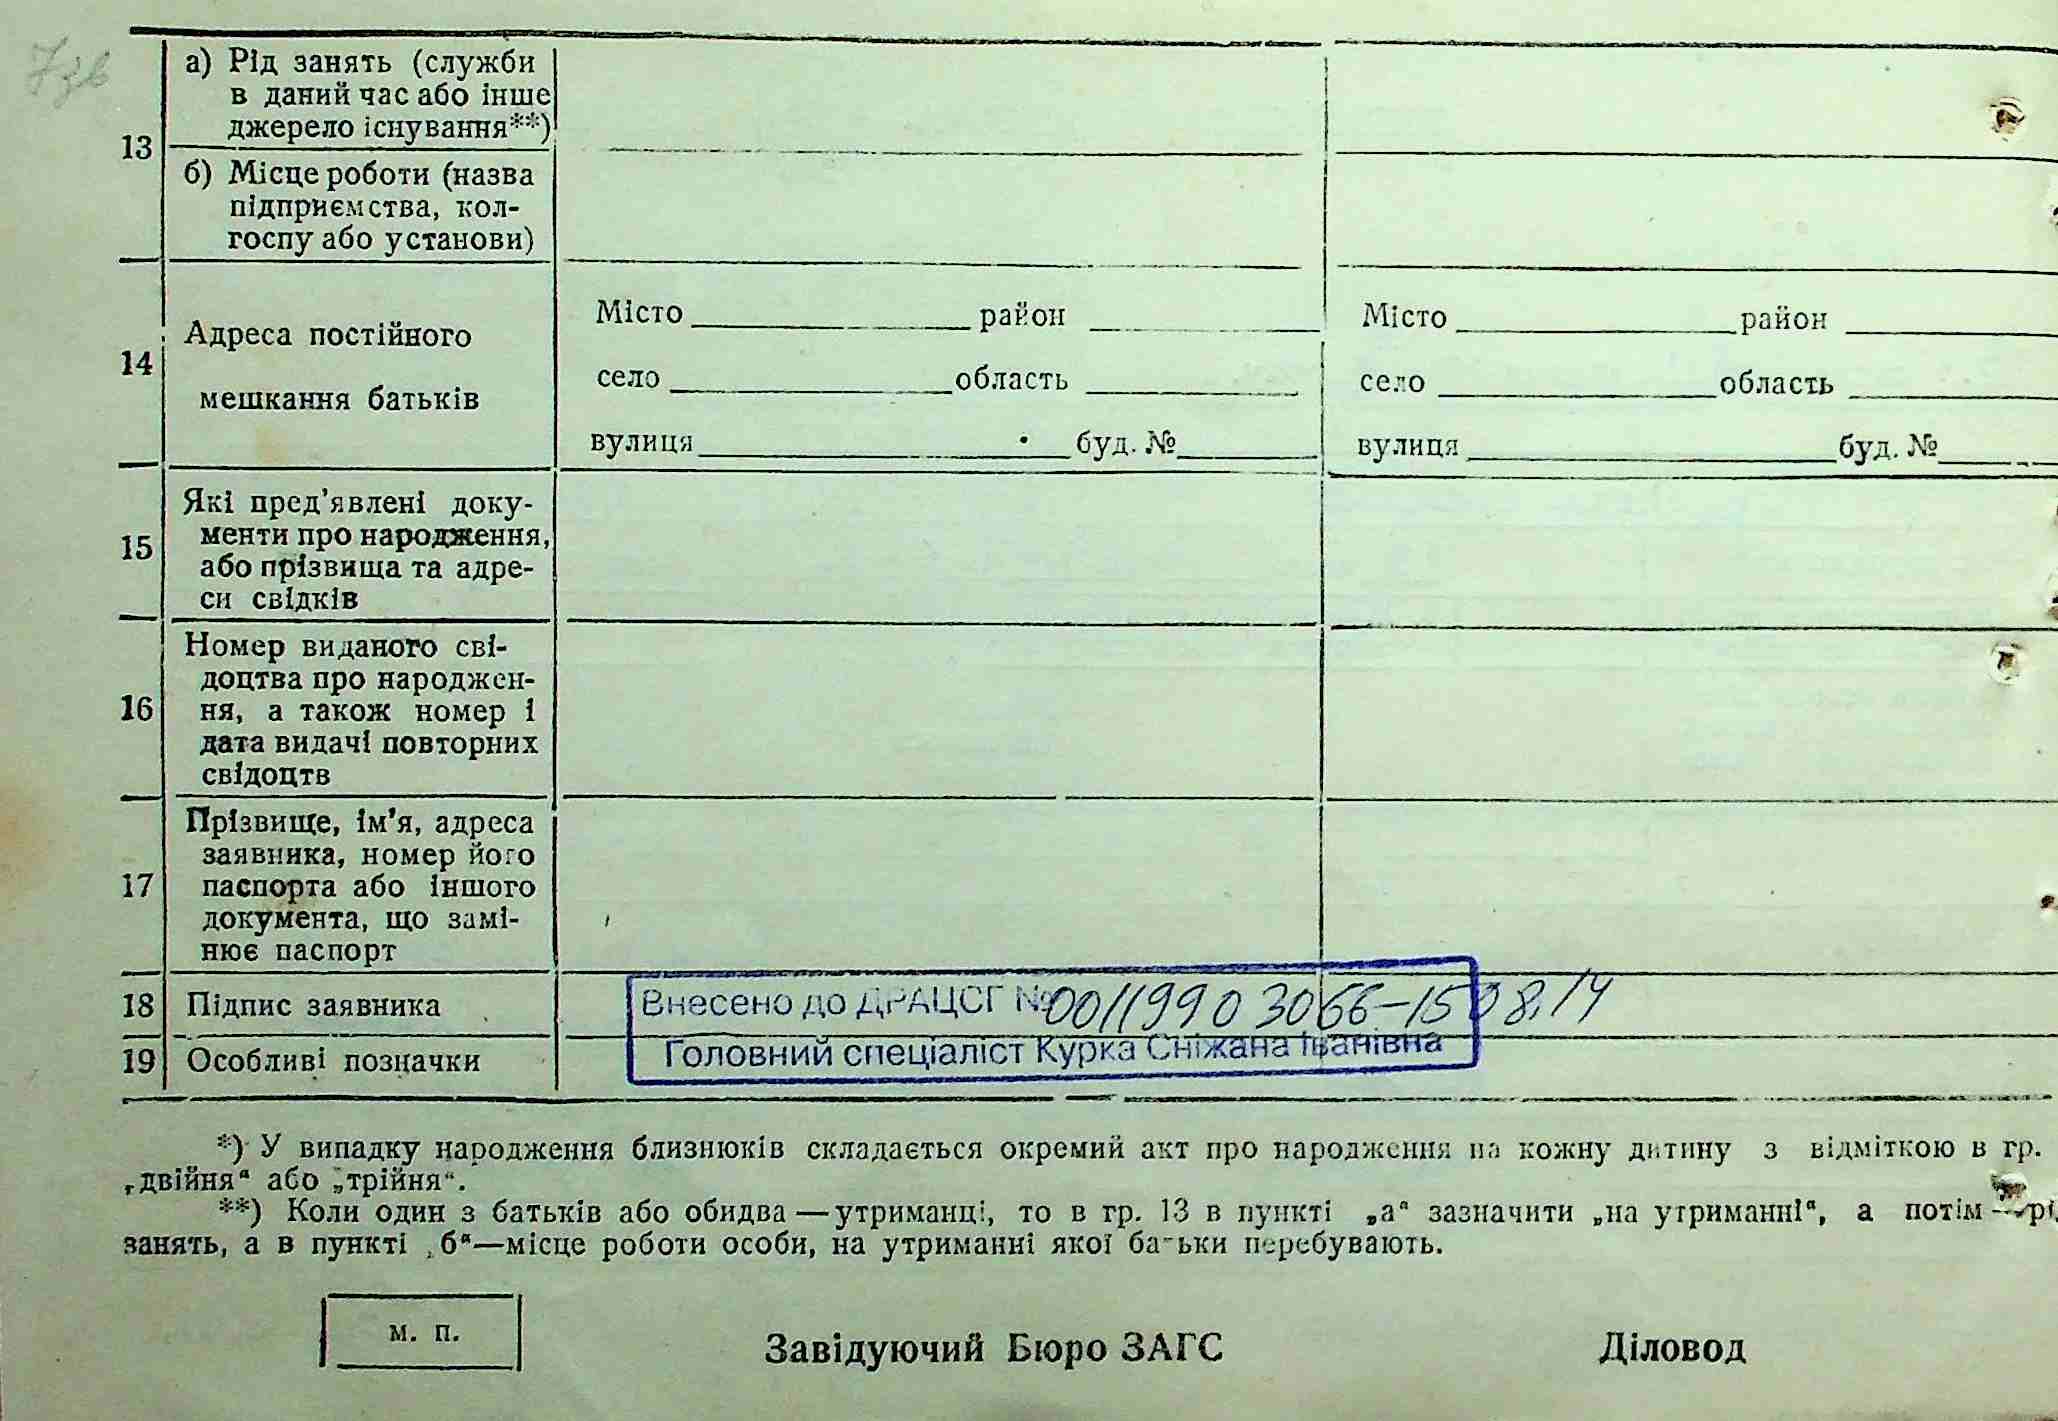 7зв
а) Рід занять (служби
в даний час або інше
джерело існування**)
13
б) Місце роботи (назва
підприємства, кол-
госпу або установи)
14
Адреса постійного
мешкання батьків
Місто район
село область
вулиця буд. №
Місто район
село область
вулиця буд. №
15
Які пред'явлені доку-
менти про народження,
або прізвища та адре-
си свідків
16
Номер виданого сві-
доцтва про народжен-
ня, а також номер і
дата видачі повторних
свідоцтв
17
Прізвище, ім'я, адреса
заявника, номер його
паспорта або іншого
документа, що замі-
нює паспорт
18 Підпис заявника
Внесено до ДРАЦСГ № 0011990 3066-15 08.14
Головний спеціаліст Курка Сніжана Іванівна
19 Особливі позначки
*) У випадку народження близнюків складається окремий акт про народження на кожну дитину з відміткою в гр.
„двійня“ або „трійня“.
**) Коли один з батьків або обидва — утриманці, то в гр. 13 в пункті „а“ зазначити „на утриманні“, а потім — рі
занять, а в пункті „б“—місце роботи особи, на утриманні якої батьки перебувають.
м. п.
Завідуючий Бюро ЗАГС Діловод